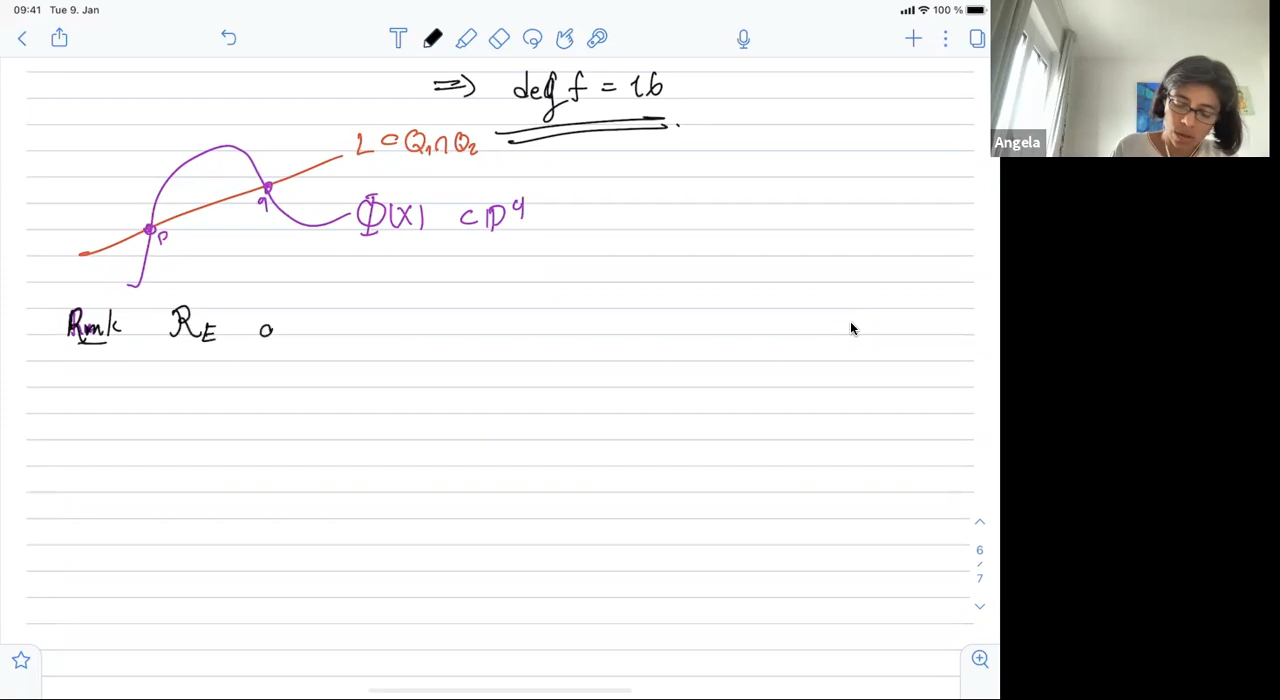 09:41 Tue 9. Jan
100 %
⇒ deg f = 16
L ⊂ Q₁∩Q₂
q
Φ(X) ⊂ ℙ⁴
p
Rmk R_E
Angela
6
7